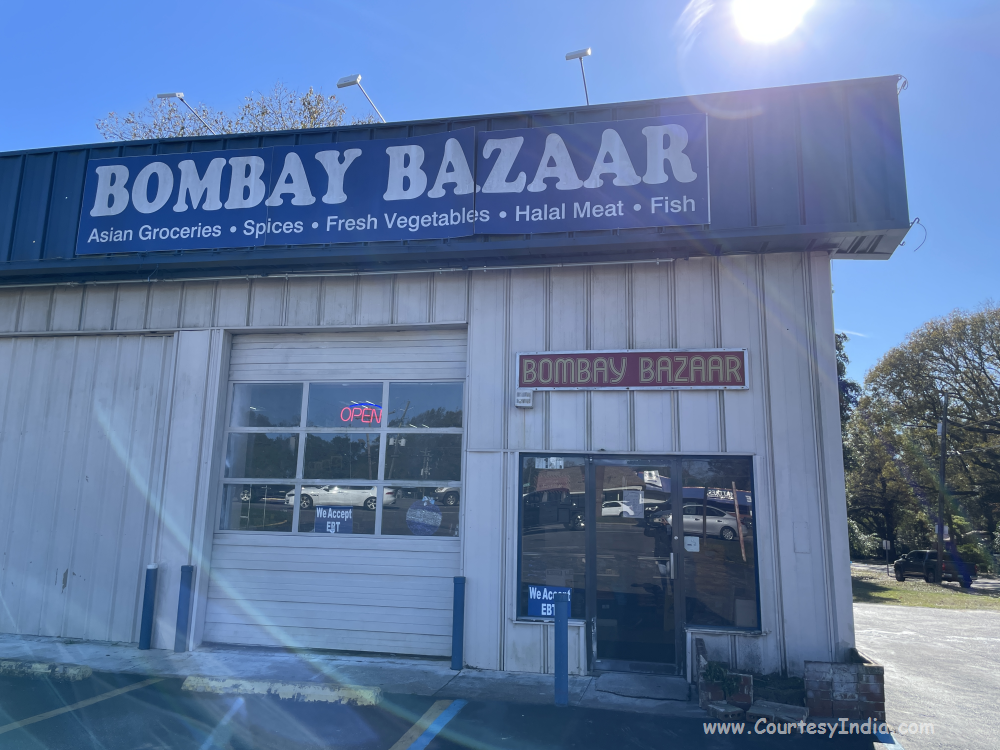 BOMBAY BAZAAR
Asian Groceries • Spices • Fresh Vegetables • Halal Meat • Fish
BOMBAY BAZAAR
OPEN
We Accept
EBT
We Accept
EBT
www.CourtesyIndia.com